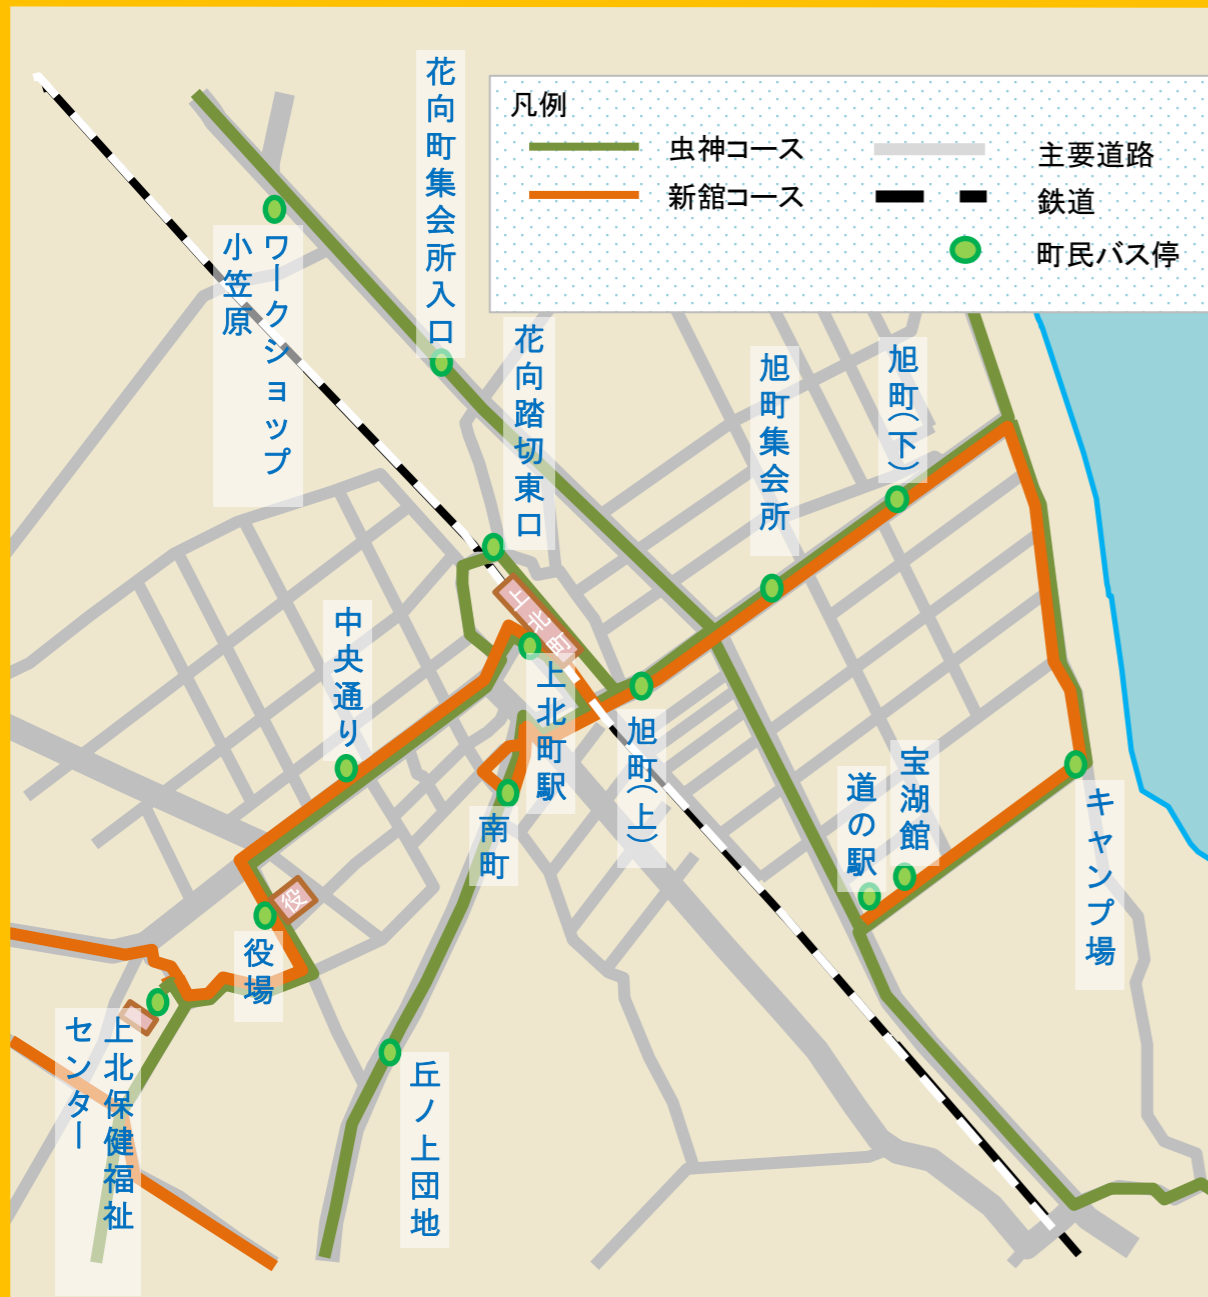 凡例
虫神コース
主要道路
新舘コース
鉄道
町民バス停
花向町集会所入口
ワークショップ
小笠原
花向踏切東口
旭町集会所
旭町（下）
上北町
中央通り
上北町駅
旭町（上）
南町
道の駅
宝湖館
キャンプ場
役
役場
上北保健福祉
センター
丘ノ上団地